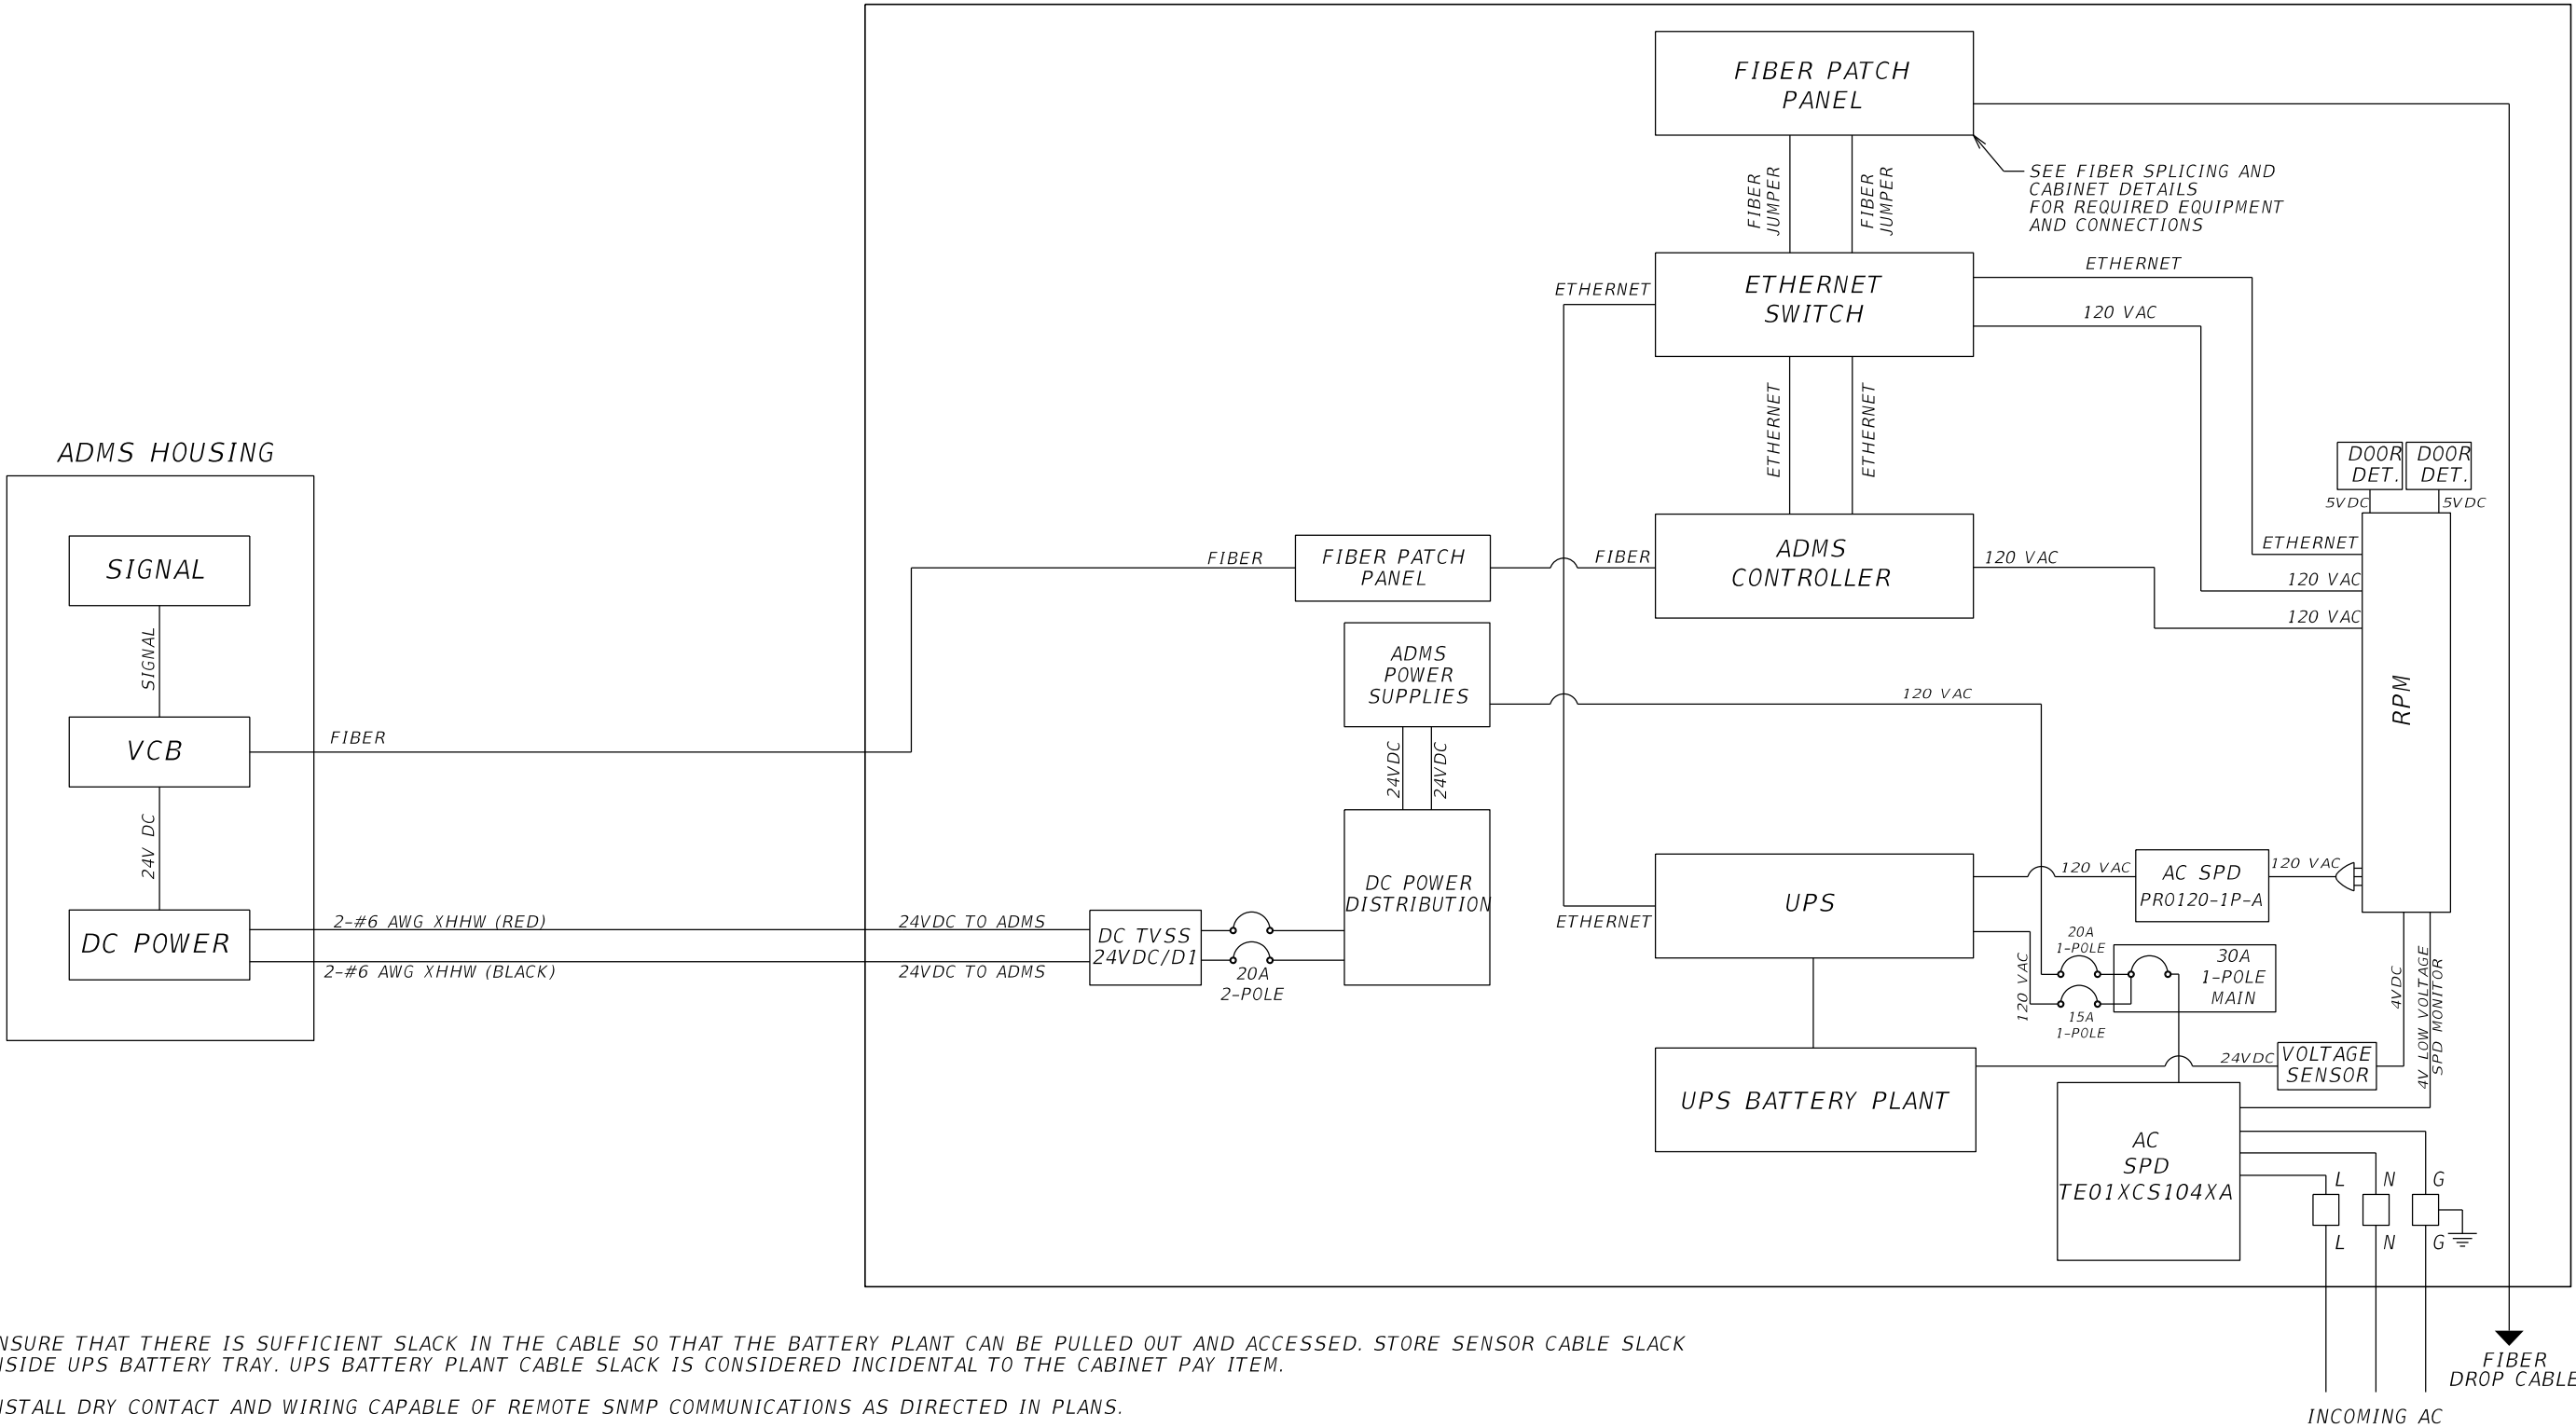 FIBER PATCH
PANEL
FIBER
JUMPER
FIBER
JUMPER
SEE FIBER SPLICING AND
CABINET DETAILS
FOR REQUIRED EQUIPMENT
AND CONNECTIONS
ETHERNET
ETHERNET
SWITCH
ETHERNET
120 VAC
ETHERNET
ETHERNET
ADMS HOUSING
SIGNAL
SIGNAL
VCB
FIBER
24V DC
DC POWER
2-#6 AWG XHHW (RED)
2-#6 AWG XHHW (BLACK)
24VDC TO ADMS
24VDC TO ADMS
DC TVSS
24VDC/D1
20A
2-POLE
FIBER
FIBER PATCH
PANEL
FIBER
ADMS
CONTROLLER
120 VAC
DOOR
DET.
DOOR
DET.
5VDC
5VDC
ETHERNET
120 VAC
120 VAC
RPM
ADMS
POWER
SUPPLIES
120 VAC
24VDC
24VDC
DC POWER
DISTRIBUTION
ETHERNET
UPS
120 VAC
AC SPD
PR0120-1P-A
120 VAC
120 VAC
20A
1-POLE
15A
1-POLE
30A
1-POLE
MAIN
4VDC
4V LOW VOLTAGE
SPD MONITOR
24VDC
VOLTAGE
SENSOR
UPS BATTERY PLANT
AC
SPD
TE01XCS104XA
L
N
G
L
N
G
NSURE THAT THERE IS SUFFICIENT SLACK IN THE CABLE SO THAT THE BATTERY PLANT CAN BE PULLED OUT AND ACCESSED. STORE SENSOR CABLE SLACK
NSIDE UPS BATTERY TRAY. UPS BATTERY PLANT CABLE SLACK IS CONSIDERED INCIDENTAL TO THE CABINET PAY ITEM.
NSTALL DRY CONTACT AND WIRING CAPABLE OF REMOTE SNMP COMMUNICATIONS AS DIRECTED IN PLANS.
FIBER
DROP CABLE
INCOMING AC